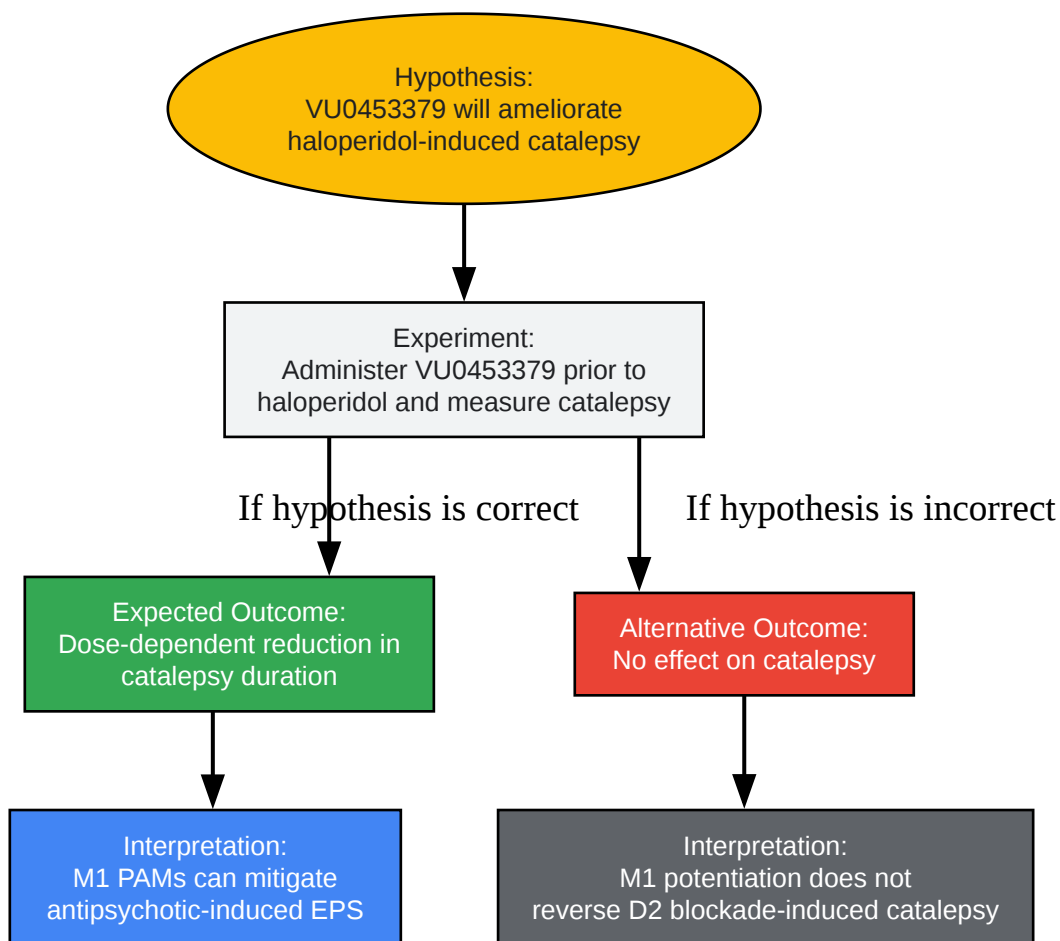 Hypothesis:
VU0453379 will ameliorate
haloperidol-induced catalepsy
Experiment:
Administer VU0453379 prior to
haloperidol and measure catalepsy
If hypothesis is correct
If hypothesis is incorrect
Expected Outcome:
Dose-dependent reduction in
catalepsy duration
Alternative Outcome:
No effect on catalepsy
Interpretation:
M1 PAMs can mitigate
antipsychotic-induced EPS
Interpretation:
M1 potentiation does not
reverse D2 blockade-induced catalepsy